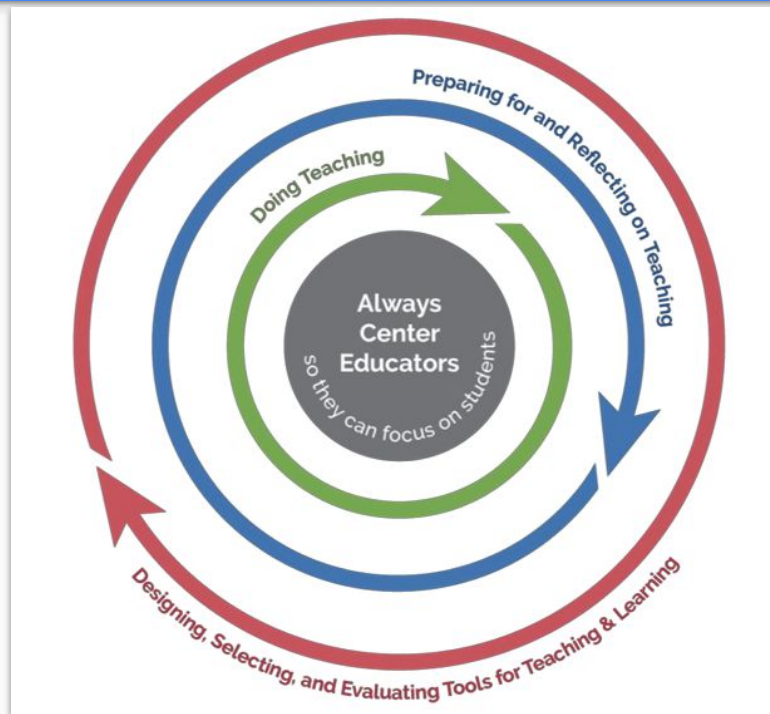 Preparing for and Reflecting on Teaching
Doing Teaching
Always
Center
Educators
so they can focus on students
Designing, Selecting, and Evaluating Tools for Teaching & Learning